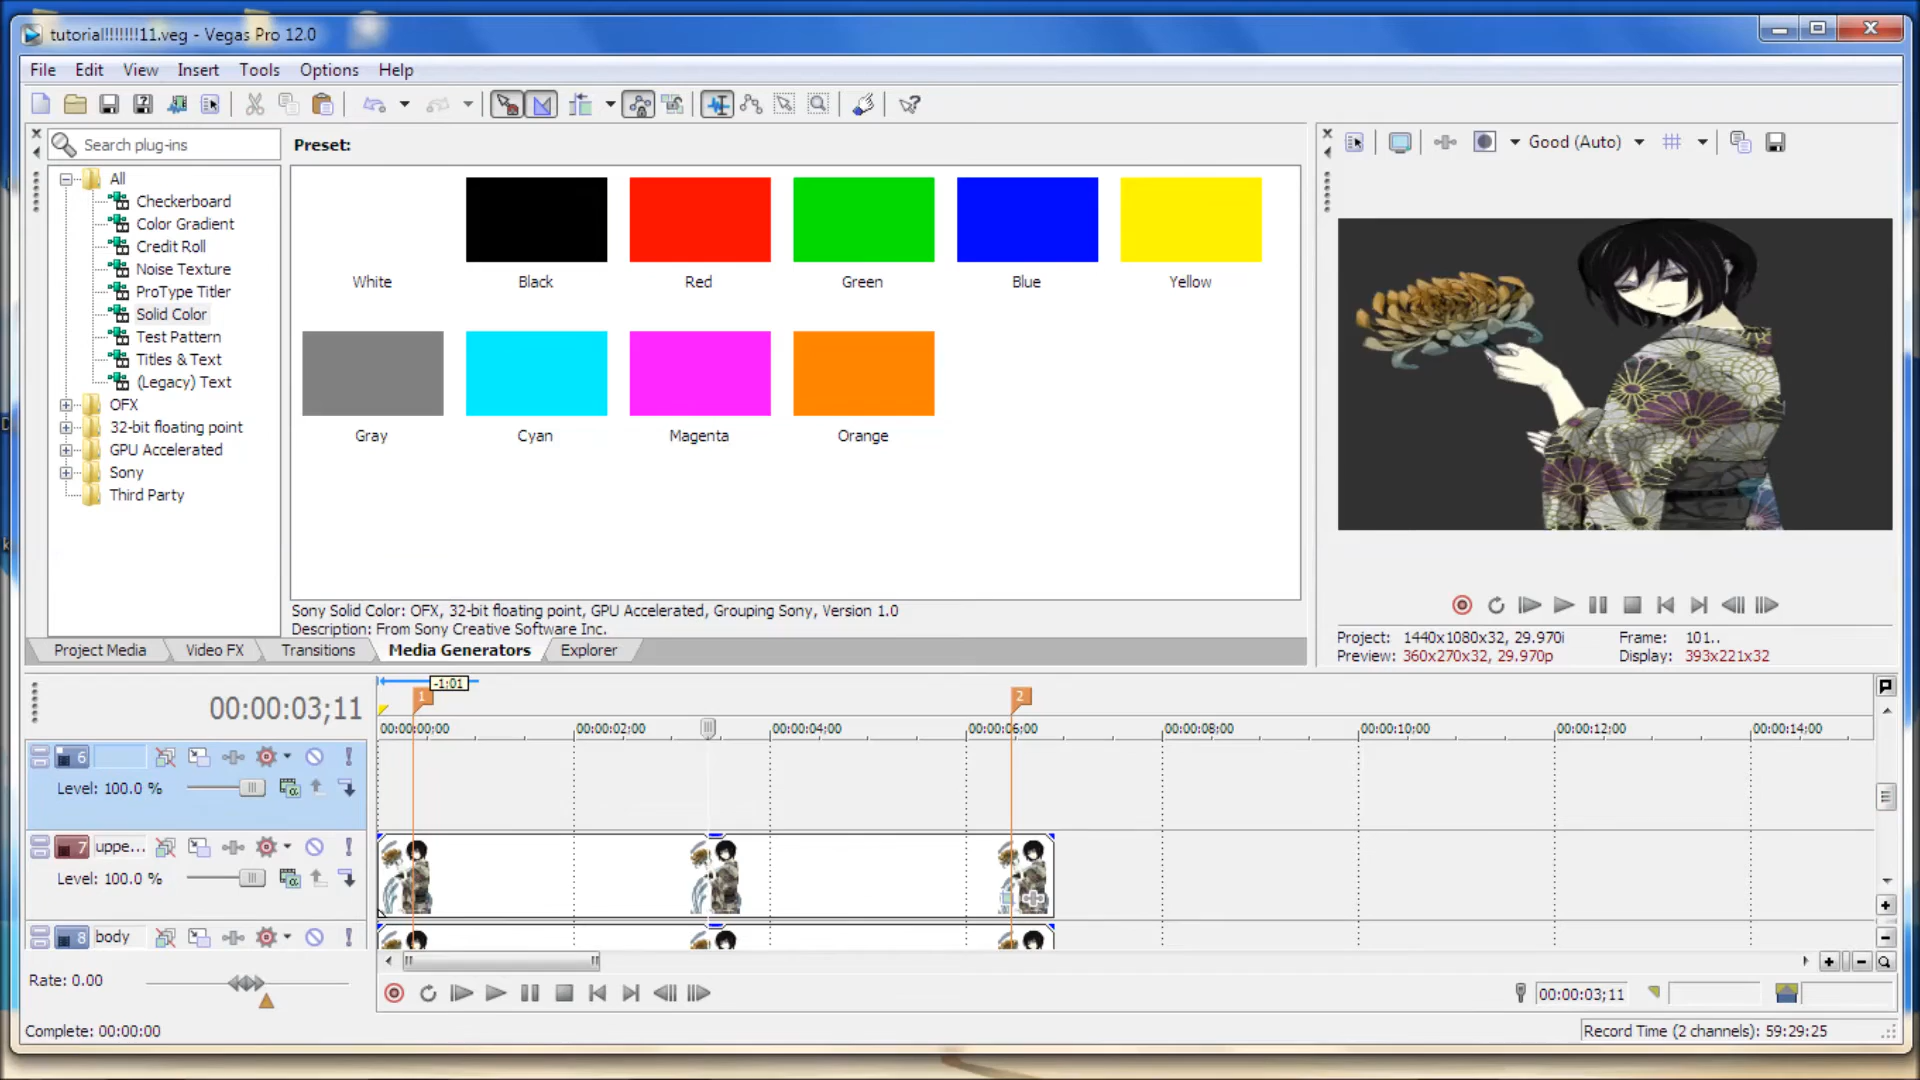 tutorial!!!!!!!11.veg - Vegas Pro 12.0
File Edit View Insert Tools Options Help
Search plug-ins
Preset:
Good (Auto)
All
Checkerboard
Color Gradient
Credit Roll
Noise Texture
ProType Titler
Solid Color
Test Pattern
Titles & Text
(Legacy) Text
OFX
32-bit floating point
GPU Accelerated
Sony
Third Party
White Black Red Green Blue Yellow
Gray Cyan Magenta Orange
Sony Solid Color: OFX, 32-bit floating point, GPU Accelerated, Grouping Sony, Version 1.0
Description: From Sony Creative Software Inc.
Project: 1440x1080x32, 29.970i Frame: 101..
Preview: 360x270x32, 29.970p Display: 393x221x32
Project Media Video FX Transitions Media Generators Explorer
-1:01
1 2
00:00:03;11
00:00:00;00 00:00:02;00 00:00:04;00 00:00:06;00 00:00:08;00 00:00:10;00 00:00:12;00 00:00:14;00
6
Level: 100.0 %
7 uppe...
Level: 100.0 %
8 body
Rate: 0.00
00:00:03;11
Complete: 00:00:00
Record Time (2 channels): 59:29:25